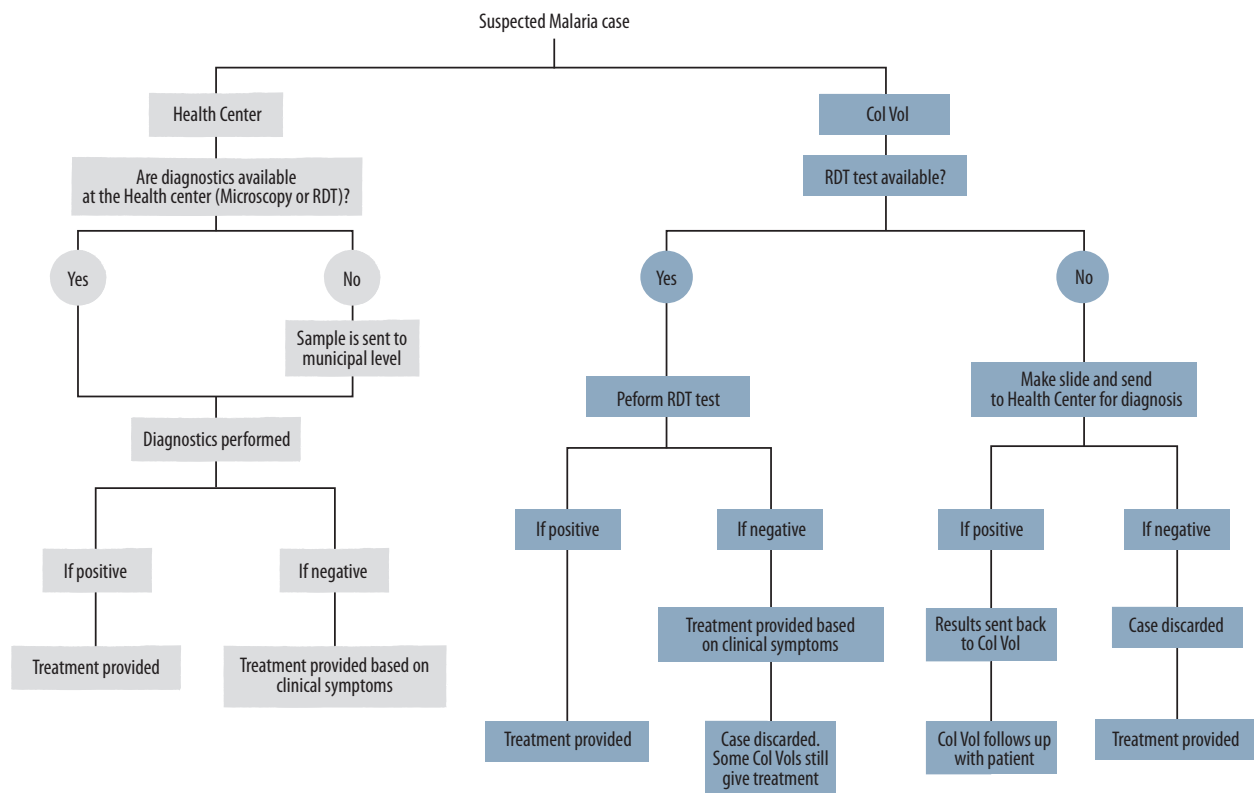 Suspected Malaria case
Health Center
Are diagnostics available
at the Health center (Microscopy or RDT)?
Yes
No
Sample is sent to
municipal level
Diagnostics performed
If positive
If negative
Treatment provided
Treatment provided based on
clinical symptoms
Col Vol
RDT test available?
Yes
No
Peform RDT test
Make slide and send
to Health Center for diagnosis
If positive
If negative
If positive
If negative
Treatment provided based
on clinical symptoms
Results sent back
to Col Vol
Case discarded
Treatment provided
Case discarded.
Some Col Vols still
give treatment
Col Vol follows up
with patient
Treatment provided